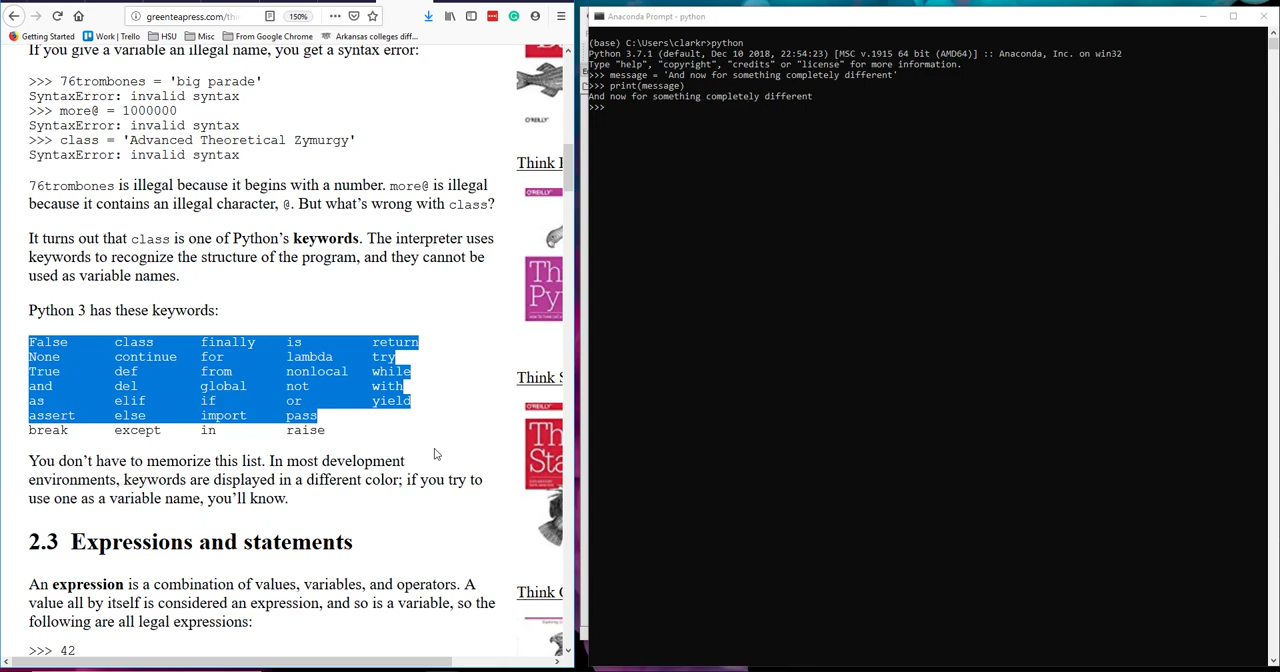 greenteapress.com/thi
150%
Getting Started Work | Trello HSU Misc From Google Chrome Arkansas colleges diff...
If you give a variable an illegal name, you get a syntax error:
>>> 76trombones = 'big parade'
SyntaxError: invalid syntax
>>> more@ = 1000000
SyntaxError: invalid syntax
>>> class = 'Advanced Theoretical Zymurgy'
SyntaxError: invalid syntax
76trombones is illegal because it begins with a number. more@ is illegal
because it contains an illegal character, @. But what’s wrong with class?
It turns out that class is one of Python’s keywords. The interpreter uses
keywords to recognize the structure of the program, and they cannot be
used as variable names.
Python 3 has these keywords:
False class finally is return
None continue for lambda try
True def from nonlocal while
and del global not with
as elif if or yield
assert else import pass
break except in raise
You don’t have to memorize this list. In most development
environments, keywords are displayed in a different color; if you try to
use one as a variable name, you’ll know.
2.3 Expressions and statements
An expression is a combination of values, variables, and operators. A
value all by itself is considered an expression, and so is a variable, so the
following are all legal expressions:
>>> 42
O'REILLY
Think
O'REILLY
Th
Py
Think S
O'REILLY
Th
Sta
Think
Anaconda Prompt - python
(base) C:\Users\clarkr>python
Python 3.7.1 (default, Dec 10 2018, 22:54:23) [MSC v.1915 64 bit (AMD64)] :: Anaconda, Inc. on win32
Type "help", "copyright", "credits" or "license" for more information.
>>> message = 'And now for something completely different'
>>> print(message)
And now for something completely different
>>>